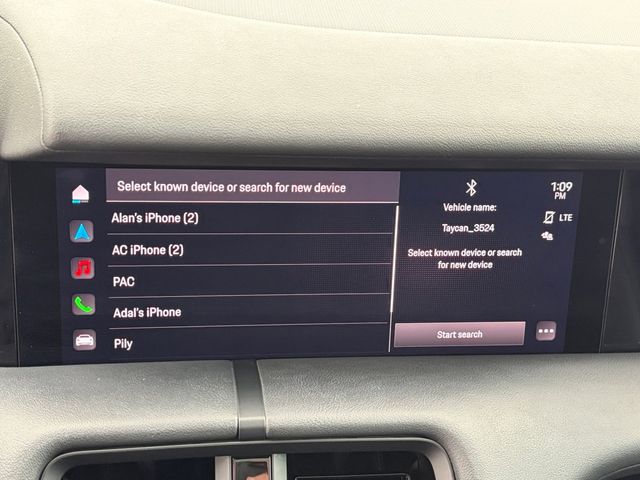 Select known device or search for new device
Alan's iPhone (2)
AC iPhone (2)
PAC
Adal's iPhone
Pily
Vehicle name:
Taycan_3524
Select known device or search
for new device
Start search
1:09
PM
LTE